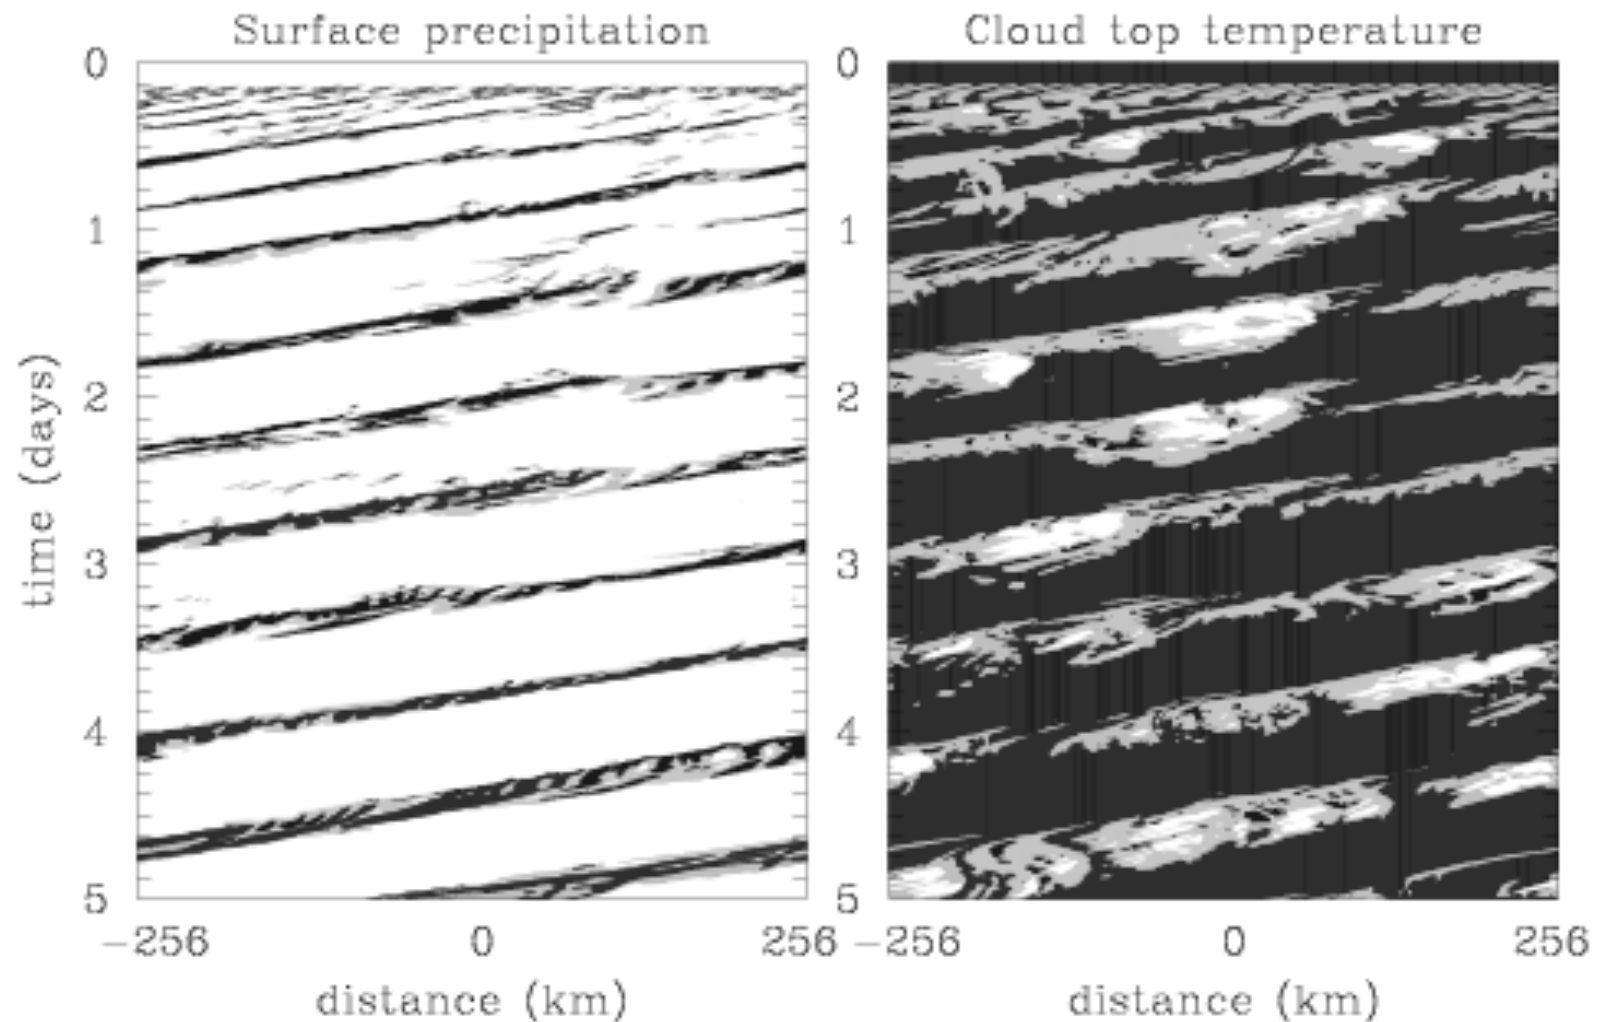 Surface precipitation
Cloud top temperature
0
1
2
3
4
5
time (days)
-256 0 256
distance (km)
0
1
2
3
4
5
-256 0 256
distance (km)